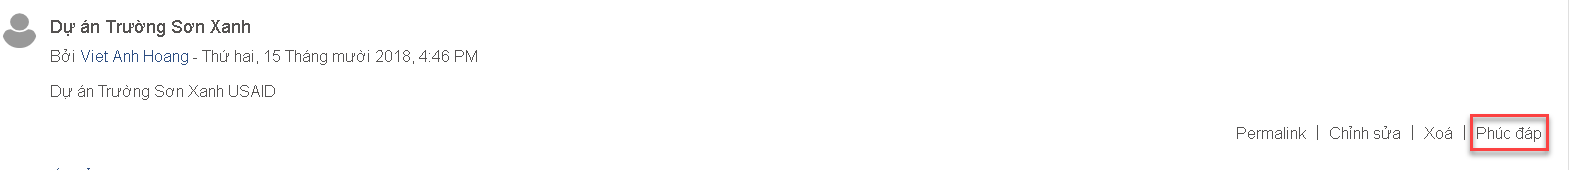 Dự án Trường Sơn Xanh
Bởi Viet Anh Hoang - Thứ hai, 15 Tháng mười 2018, 4:46 PM
Dự án Trường Sơn Xanh USAID
Permalink | Chỉnh sửa | Xoá | Phúc đáp